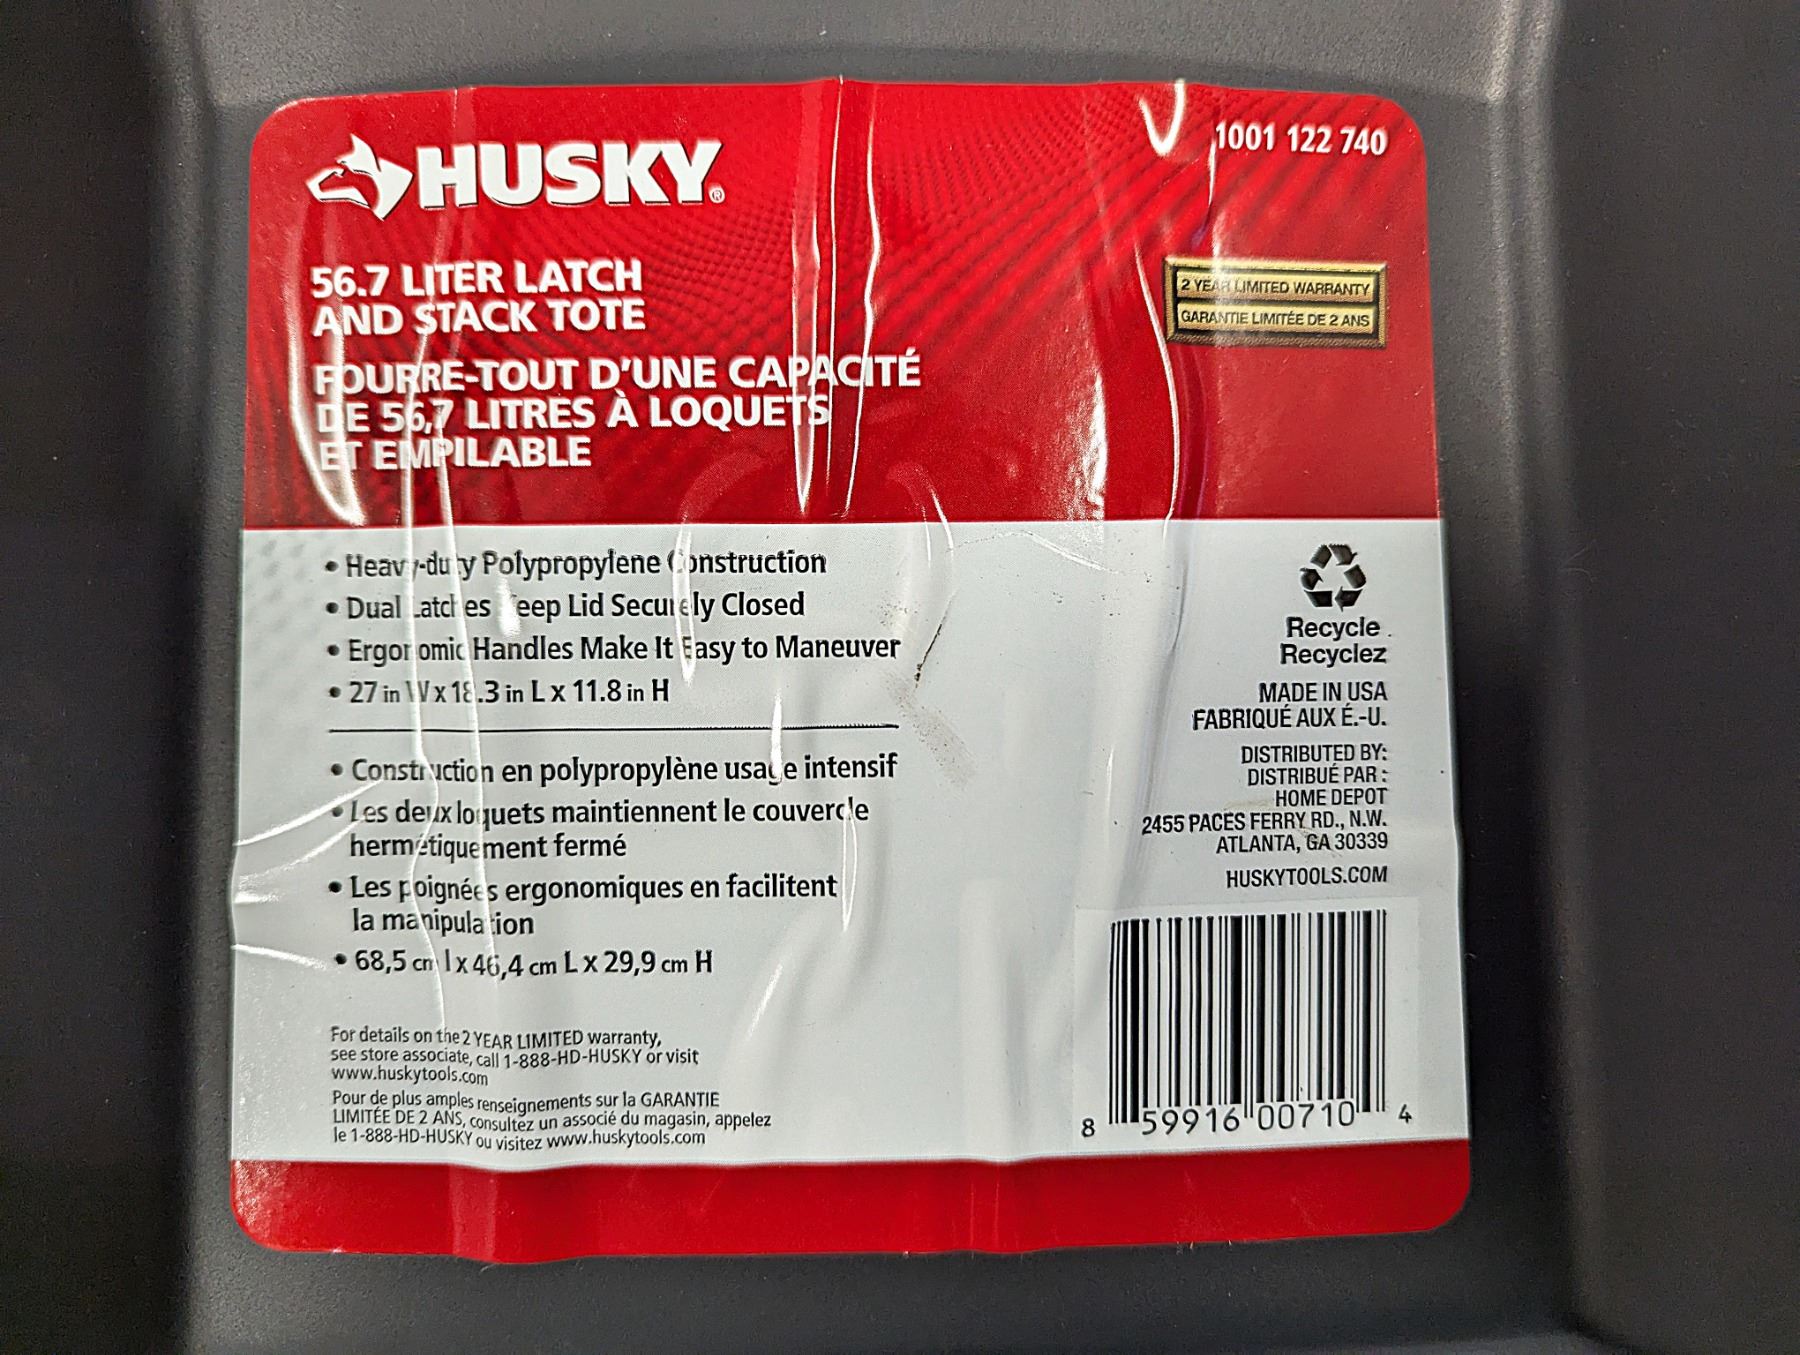 HUSKY®
1001 122 740
56.7 LITER LATCH
AND STACK TOTE
FOURRE-TOUT D'UNE CAPACITÉ
DE 56,7 LITRES À LOQUETS
ET EMPILABLE
2 YEAR LIMITED WARRANTY
GARANTIE LIMITÉE DE 2 ANS
• Heavy-duty Polypropylene Construction
• Dual Latches Keep Lid Securely Closed
• Ergonomic Handles Make It Easy to Maneuver
• 27 in W x 18.3 in L x 11.8 in H
• Construction en polypropylène usage intensif
• Les deux loquets maintiennent le couvercle
hermétiquement fermé
• Les poignées ergonomiques en facilitent
la manipulation
• 68,5 cm l x 46,4 cm L x 29,9 cm H
For details on the 2 YEAR LIMITED warranty,
see store associate, call 1-888-HD-HUSKY or visit
www.huskytools.com
Pour de plus amples renseignements sur la GARANTIE
LIMITÉE DE 2 ANS, consultez un associé du magasin, appelez
le 1-888-HD-HUSKY ou visitez www.huskytools.com
Recycle
Recyclez
MADE IN USA
FABRIQUÉ AUX É.-U.
DISTRIBUTED BY:
DISTRIBUÉ PAR :
HOME DEPOT
2455 PACES FERRY RD., N.W.
ATLANTA, GA 30339
HUSKYTOOLS.COM
8 59916 00710 4